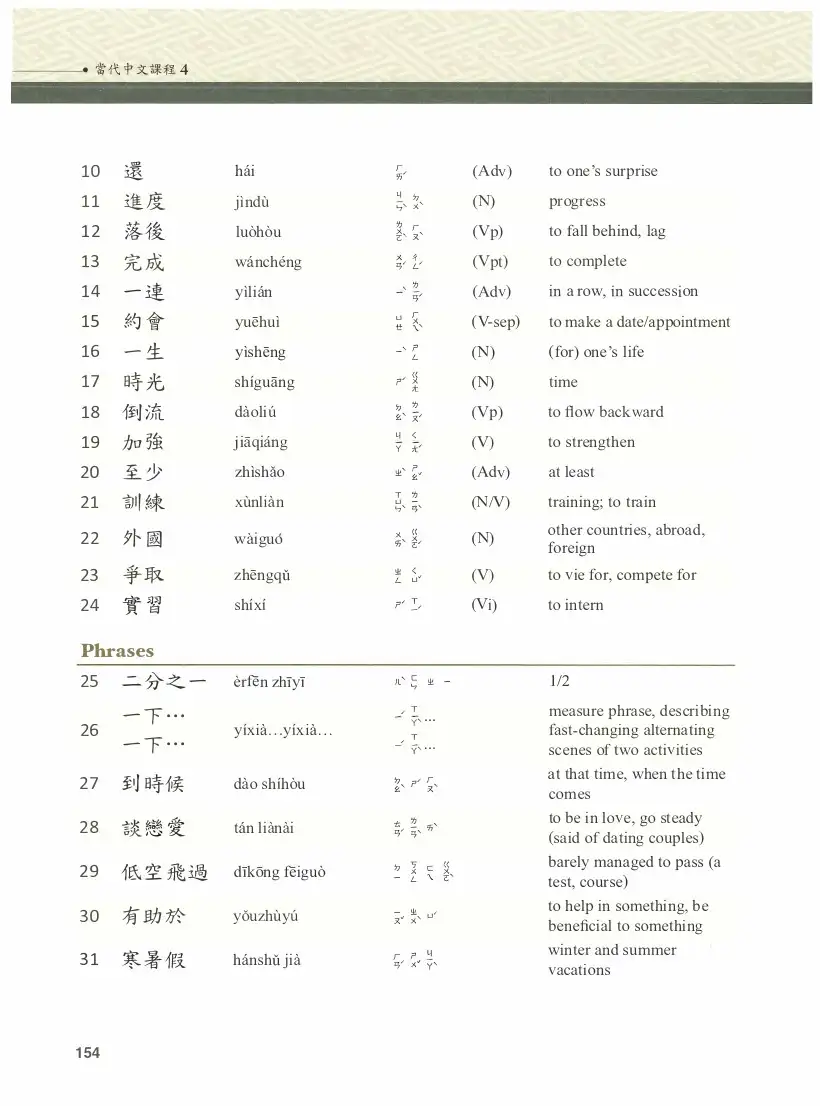 • 當代中文課程 4
10 還 hái ㄏㄞˊ (Adv) to one's surprise
11 進度 jìndù ㄐㄧㄣˋ ㄉㄨˋ (N) progress
12 落後 luòhòu ㄌㄨㄛˋ ㄏㄡˋ (Vp) to fall behind, lag
13 完成 wánchéng ㄨㄢˊ ㄔㄥˊ (Vpt) to complete
14 一連 yìlián ㄧˋ ㄌㄧㄢˊ (Adv) in a row, in succession
15 約會 yuēhuì ㄩㄝ ㄏㄨㄟˋ (V-sep) to make a date/appointment
16 一生 yìshēng ㄧˋ ㄕㄥ (N) (for) one's life
17 時光 shíguāng ㄕˊ ㄍㄨㄤ (N) time
18 倒流 dàoliú ㄉㄠˋ ㄌㄧㄡˊ (Vp) to flow backward
19 加強 jiāqiáng ㄐㄧㄚ ㄑㄧㄤˊ (V) to strengthen
20 至少 zhìshǎo ㄓˋ ㄕㄠˇ (Adv) at least
21 訓練 xùnliàn ㄒㄩㄣˋ ㄌㄧㄢˋ (N/V) training; to train
22 外國 wàiguó ㄨㄞˋ ㄍㄨㄛˊ (N) other countries, abroad,
foreign
23 爭取 zhēngqǔ ㄓㄥ ㄑㄩˇ (V) to vie for, compete for
24 實習 shíxí ㄕˊ ㄒㄧˊ (Vi) to intern
Phrases
25 二分之一 èrfēn zhīyī ㄦˋ ㄈㄣ ㄓ ㄧ 1/2
26 一下… yíxià…yíxià… ㄧˊ ㄒㄧㄚˋ… measure phrase, describing
一下… ㄧˊ ㄒㄧㄚˋ… fast-changing alternating
scenes of two activities
27 到時候 dào shíhòu ㄉㄠˋ ㄕˊ ㄏㄡˋ at that time, when the time
comes
28 談戀愛 tán liànài ㄊㄢˊ ㄌㄧㄢˋ ㄞˋ to be in love, go steady
(said of dating couples)
29 低空飛過 dīkōng fēiguò ㄉㄧ ㄎㄨㄥ ㄈㄟ ㄍㄨㄛˋ barely managed to pass (a
test, course)
30 有助於 yǒuzhùyú ㄧㄡˇ ㄓㄨˋ ㄩˊ to help in something, be
beneficial to something
31 寒暑假 hánshǔ jià ㄏㄢˊ ㄕㄨˇ ㄐㄧㄚˋ winter and summer
vacations
154